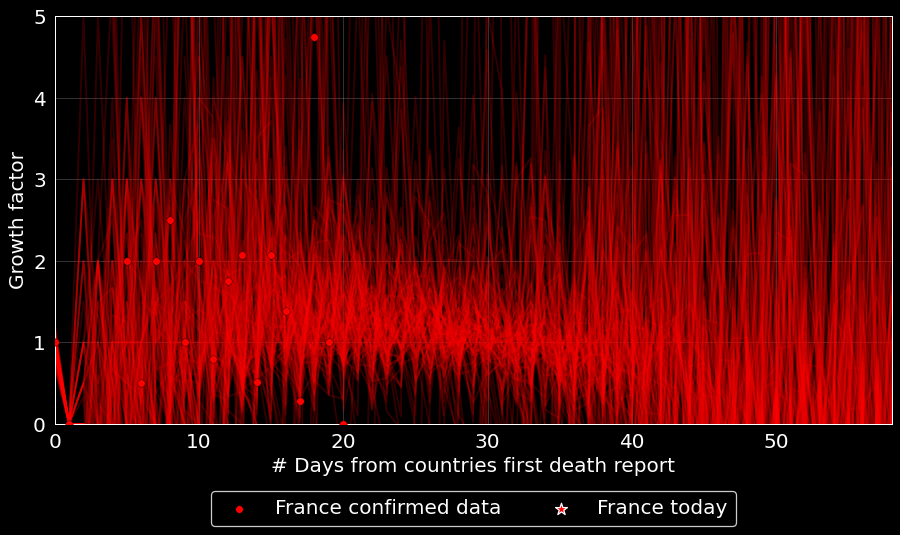 5
4
3
2
1
0
Growth factor
0 10 20 30 40 50
# Days from countries first death report
France confirmed data France today